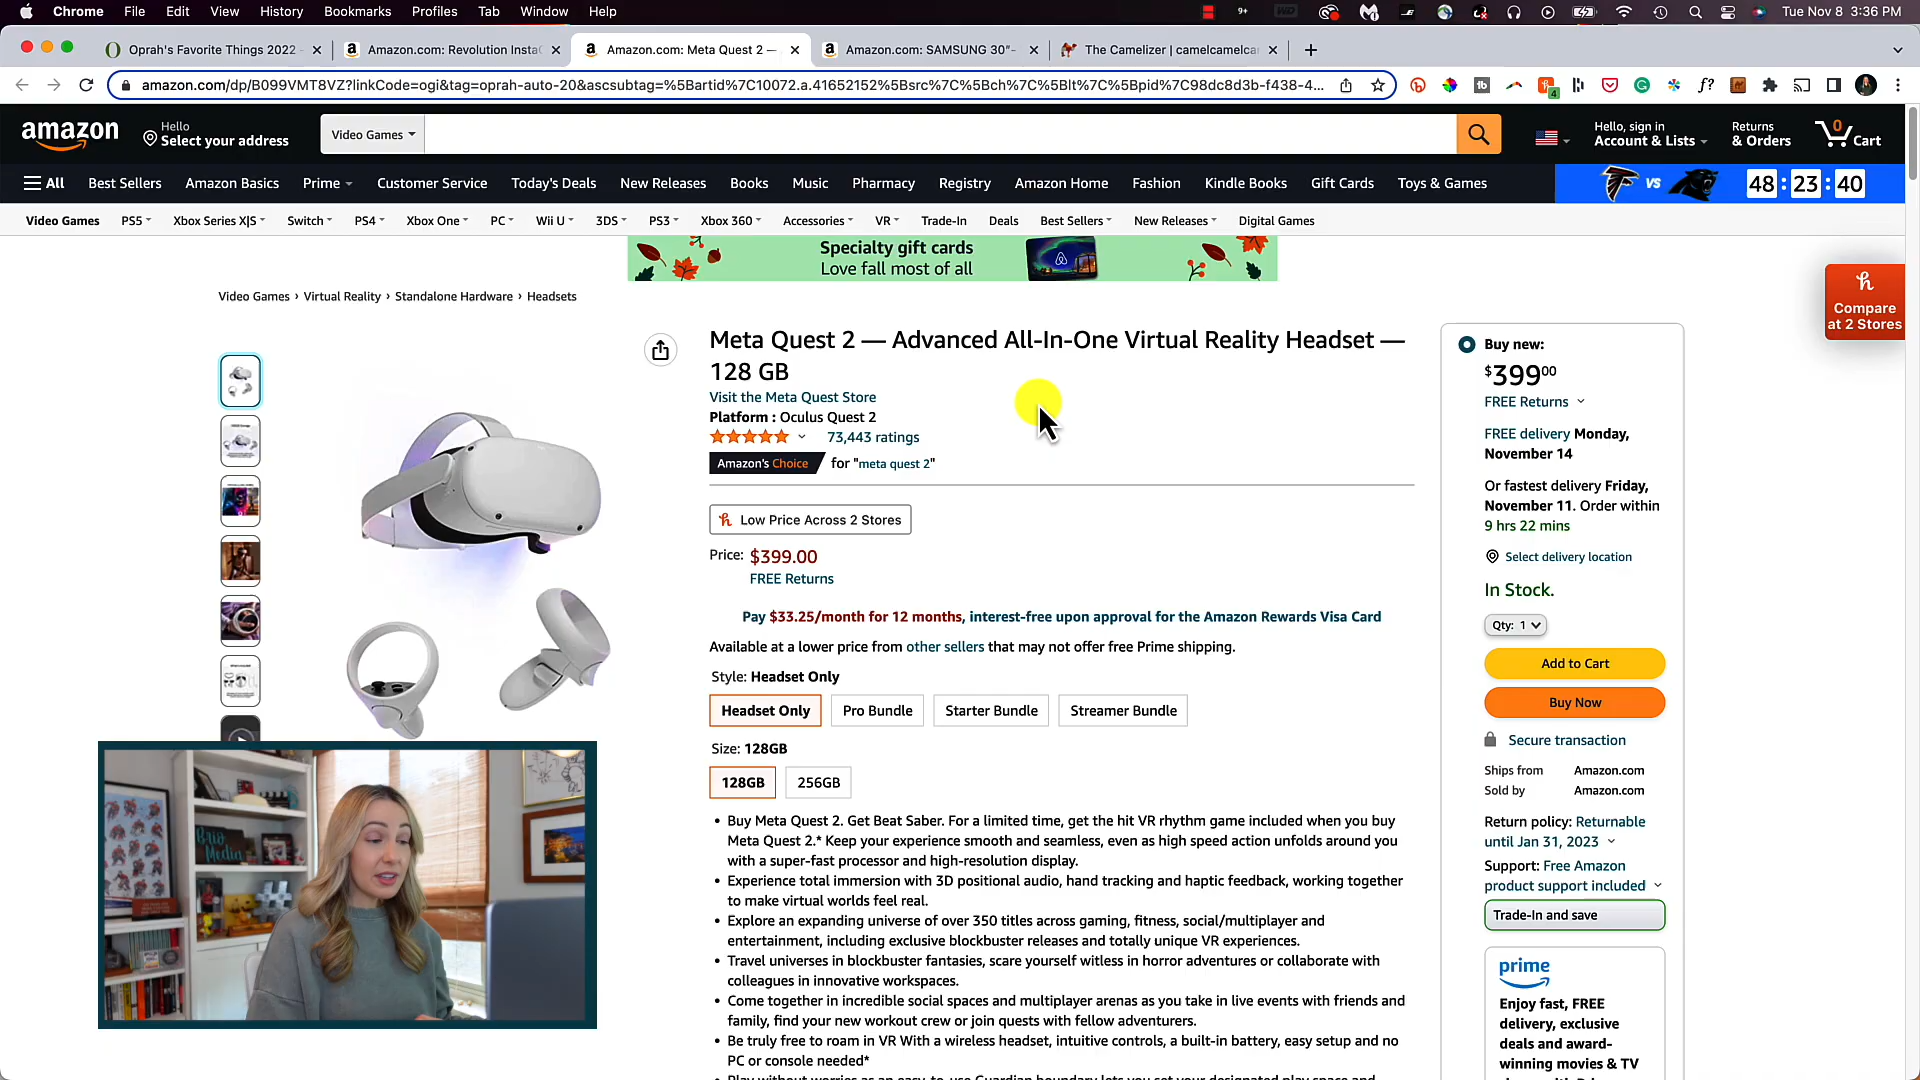 Chrome File Edit View History Bookmarks Profiles Tab Window Help
9+
Tue Nov 8 3:36 PM
Oprah's Favorite Things 2022 -
Amazon.com: Revolution Insta
Amazon.com: Meta Quest 2 —
Amazon.com: SAMSUNG 30"-
The Camelizer | camelcamelca
amazon.com/dp/B099VMT8VZ?linkCode=ogi&tag=oprah-auto-20&ascsubtag=%5Bartid%7C10072.a.41652152%5Bsrc%7C%5Bch%7C%5Blt%7C%5Bpid%7C98dc8d3b-f438-4...
amazon
Hello
Select your address
Video Games
Hello, sign in
Account & Lists
Returns
& Orders
0
Cart
All Best Sellers Amazon Basics Prime Customer Service Today's Deals New Releases Books Music Pharmacy Registry Amazon Home Fashion Kindle Books Gift Cards Toys & Games
VS 48 : 23 : 40
Video Games PS5 Xbox Series X|S Switch PS4 Xbox One PC Wii U 3DS PS3 Xbox 360 Accessories VR Trade-In Deals Best Sellers New Releases Digital Games
Specialty gift cards
Love fall most of all
Compare
at 2 Stores
Video Games › Virtual Reality › Standalone Hardware › Headsets
Meta Quest 2 — Advanced All-In-One Virtual Reality Headset —
128 GB
Visit the Meta Quest Store
Platform : Oculus Quest 2
73,443 ratings
Amazon's Choice for "meta quest 2"
Low Price Across 2 Stores
Price: $399.00
FREE Returns
Pay $33.25/month for 12 months, interest-free upon approval for the Amazon Rewards Visa Card
Available at a lower price from other sellers that may not offer free Prime shipping.
Style: Headset Only
Headset Only Pro Bundle Starter Bundle Streamer Bundle
Size: 128GB
128GB 256GB
• Buy Meta Quest 2. Get Beat Saber. For a limited time, get the hit VR rhythm game included when you buy
Meta Quest 2.* Keep your experience smooth and seamless, even as high speed action unfolds around you
with a super-fast processor and high-resolution display.
• Experience total immersion with 3D positional audio, hand tracking and haptic feedback, working together
to make virtual worlds feel real.
• Explore an expanding universe of over 350 titles across gaming, fitness, social/multiplayer and
entertainment, including exclusive blockbuster releases and totally unique VR experiences.
• Travel universes in blockbuster fantasies, scare yourself witless in horror adventures or collaborate with
colleagues in innovative workspaces.
• Come together in incredible social spaces and multiplayer arenas as you take in live events with friends and
family, find your new workout crew or join quests with fellow adventurers.
• Be truly free to roam in VR With a wireless headset, intuitive controls, a built-in battery, easy setup and no
PC or console needed*
Buy new:
$39900
FREE Returns
FREE delivery Monday,
November 14
Or fastest delivery Friday,
November 11. Order within
9 hrs 22 mins
Select delivery location
In Stock.
Qty: 1
Add to Cart
Buy Now
Secure transaction
Ships from Amazon.com
Sold by Amazon.com
Return policy: Returnable
until Jan 31, 2023
Support: Free Amazon
product support included
Trade-In and save
prime
Enjoy fast, FREE
delivery, exclusive
deals and award-
winning movies & TV
Brio
Media